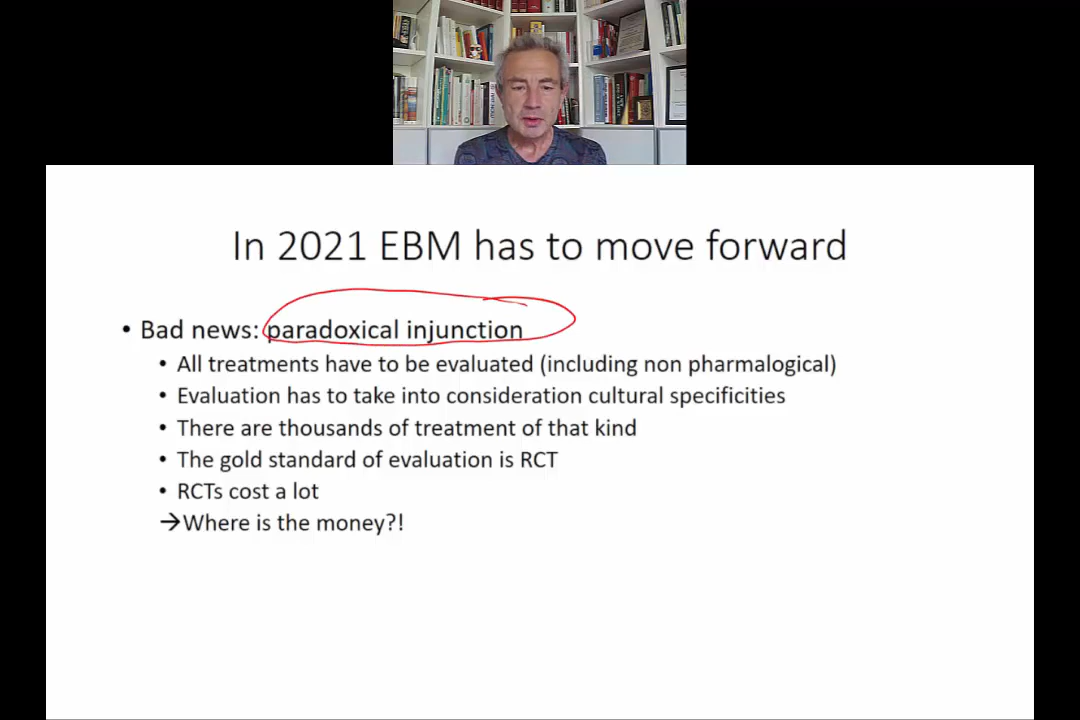 In 2021 EBM has to move forward
• Bad news: paradoxical injunction
• All treatments have to be evaluated (including non pharmalogical)
• Evaluation has to take into consideration cultural specificities
• There are thousands of treatment of that kind
• The gold standard of evaluation is RCT
• RCTs cost a lot
→Where is the money?!